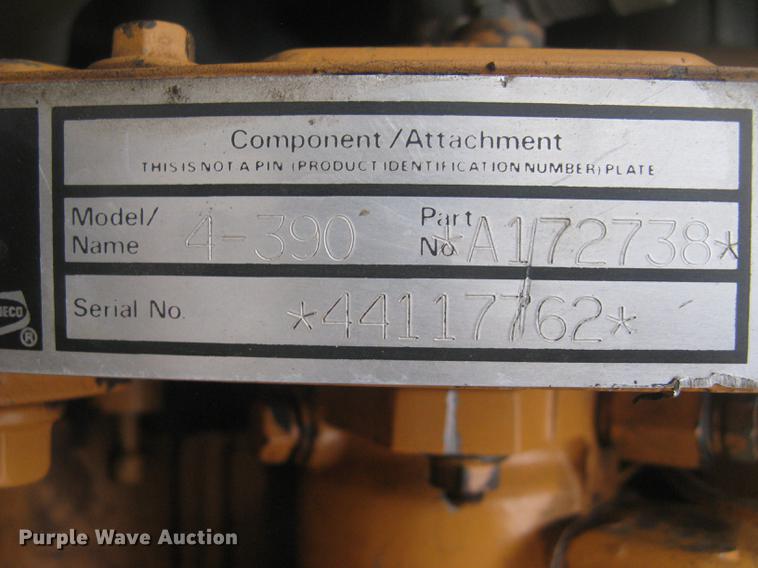 Component/Attachment
THIS IS NOT A PIN (PRODUCT IDENTIFICATION NUMBER) PLATE
Model/ Name 4-390 Part No *A172738*
Serial No. *44117762*
ECO ®
Purple Wave Auction®